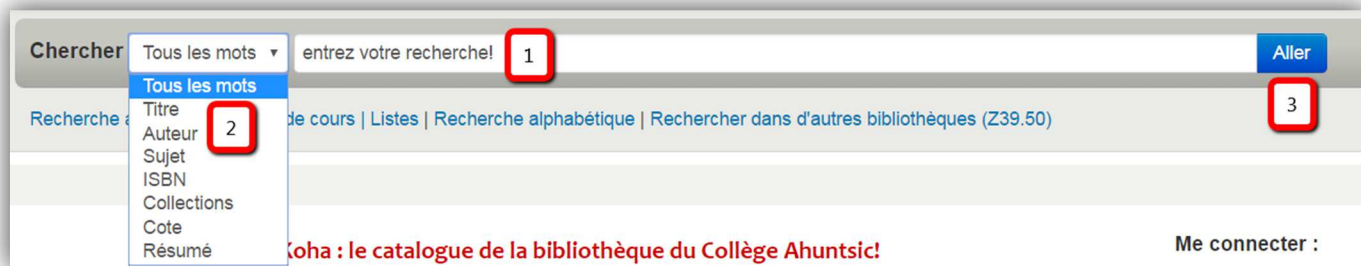 Chercher Tous les mots entrez votre recherche! 1 Aller
Tous les mots
Titre
Auteur 2
Sujet
ISBN
Collections
Cote
Résumé
3
Recherche de cours | Listes | Recherche alphabétique | Rechercher dans d'autres bibliothèques (Z39.50)
Koha : le catalogue de la bibliothèque du Collège Ahuntsic!
Me connecter :